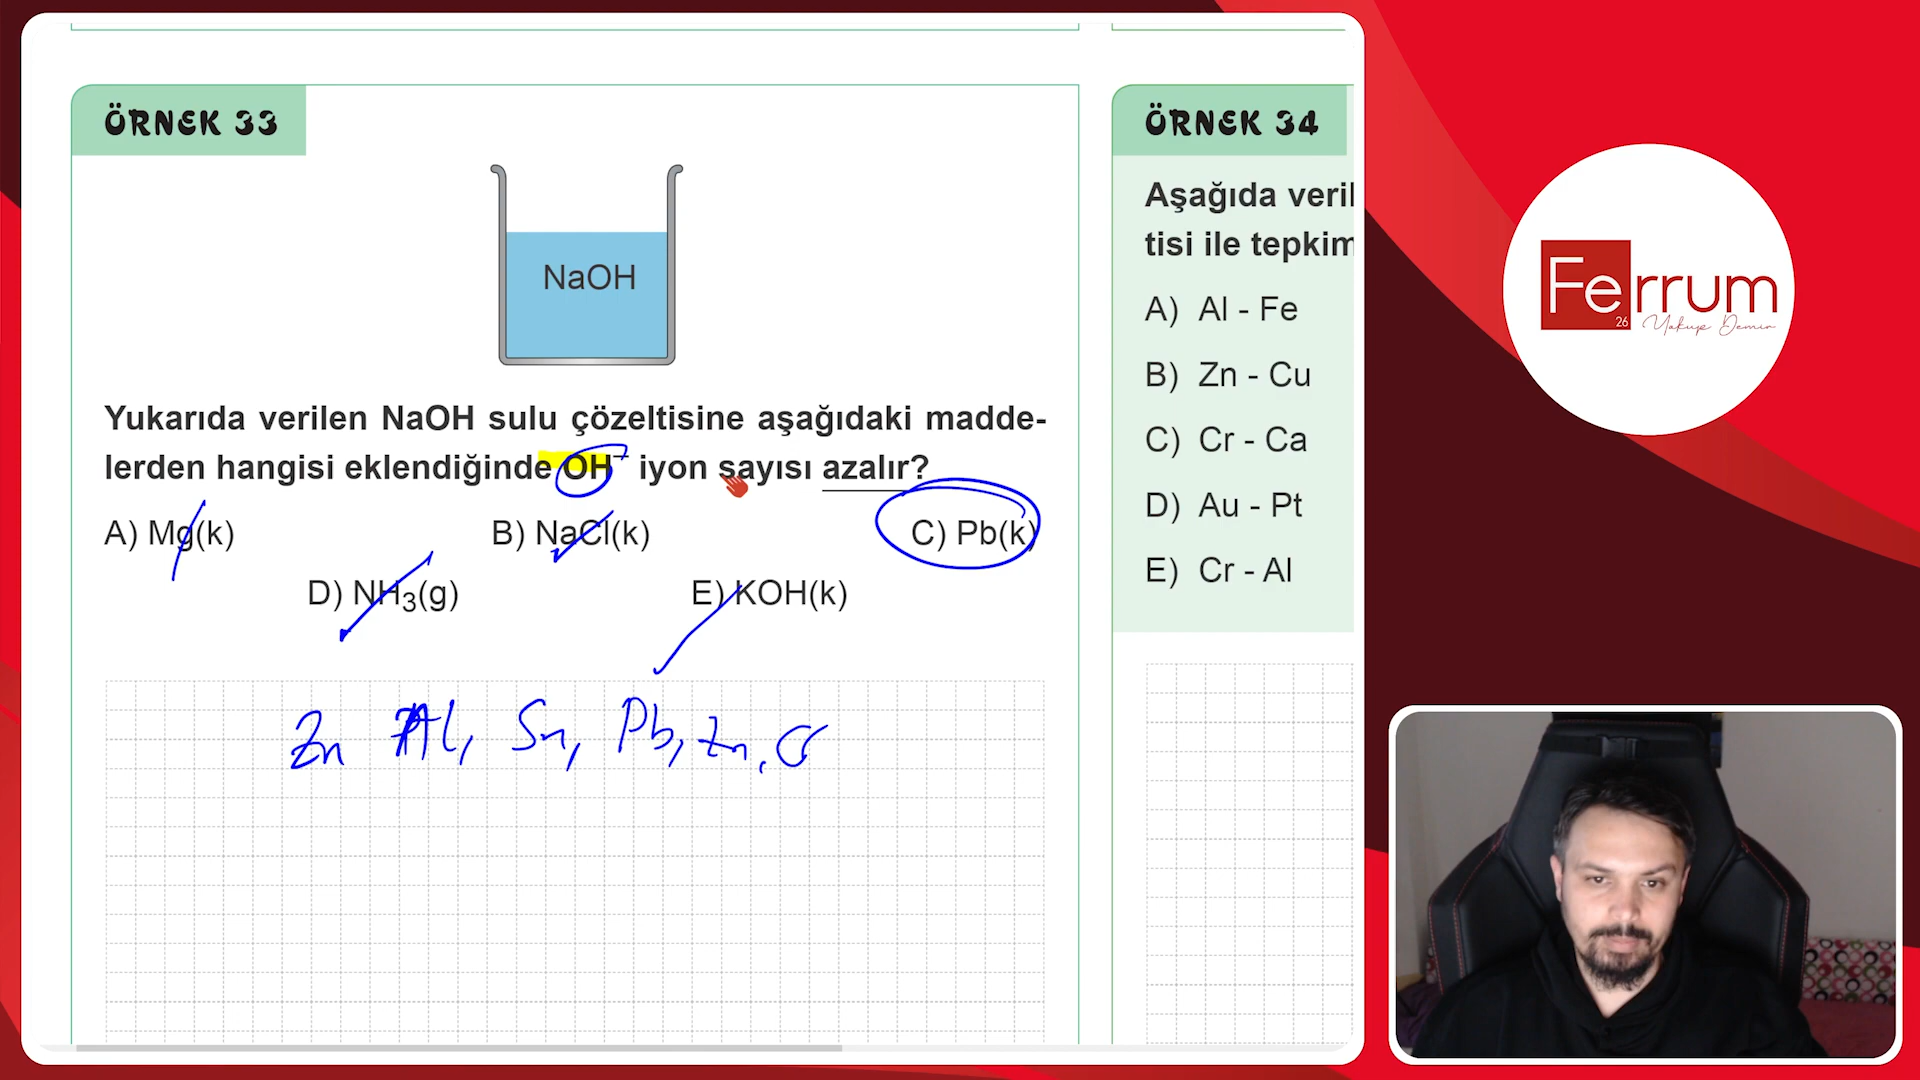 ÖRNEK 33
NaOH
Yukarıda verilen NaOH sulu çözeltisine aşağıdaki madde-
lerden hangisi eklendiğinde OH⁻ iyon sayısı azalır?
A) Mg(k)
B) NaCl(k)
C) Pb(k)
D) NH₃(g)
E) KOH(k)
Zn Al, Sn, Pb, Zn, Cr
ÖRNEK 34
Aşağıda veril
tisi ile tepkim
A) Al - Fe
B) Zn - Cu
C) Cr - Ca
D) Au - Pt
E) Cr - Al
Ferrum
26
Yakup Demir